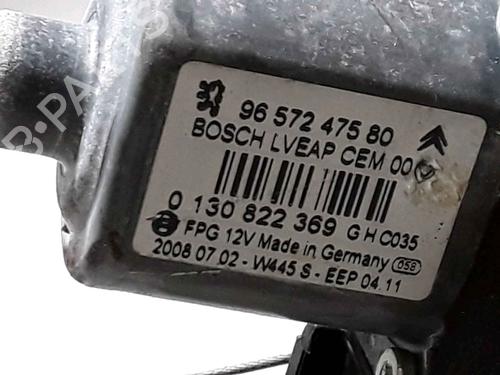 96 572 475 80
BOSCH LVEAP CEM 00
0 130 822 369 G H C035
FPG 12V Made in Germany 058
2008 07 02 - W445 S - EEP 04.11